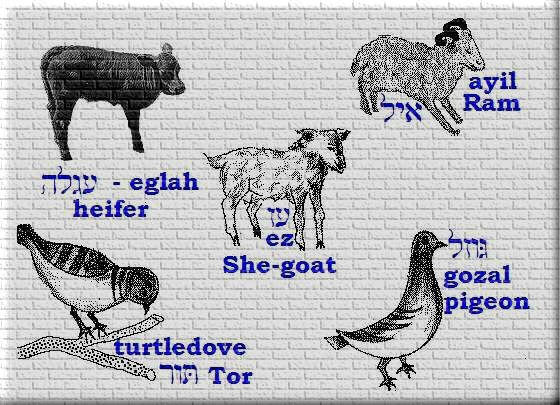 עגלה - eglah
heifer
ayil
איל Ram
עז
ez
She-goat
גוזל
gozal
pigeon
turtledove
תור Tor